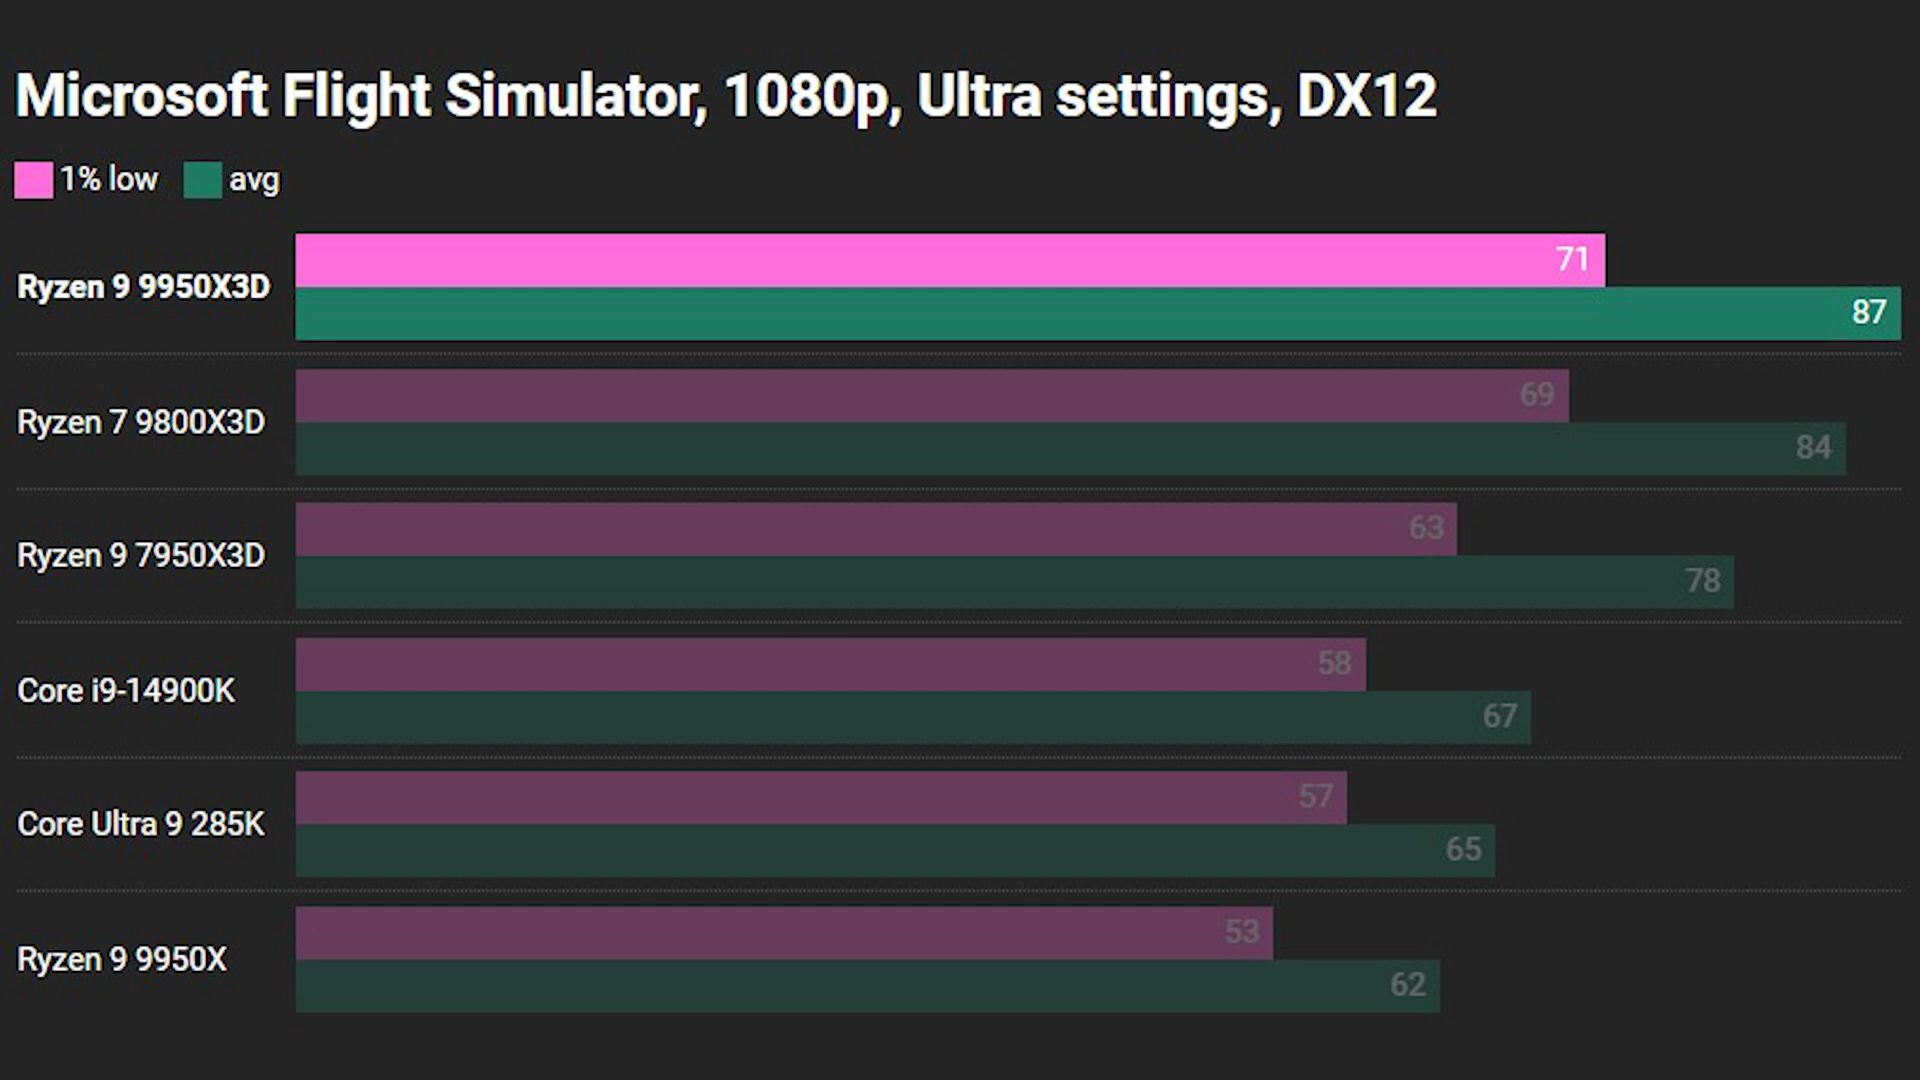 Microsoft Flight Simulator, 1080p, Ultra settings, DX12
1% low avg
71
Ryzen 9 9950X3D
87
69
Ryzen 7 9800X3D
84
63
Ryzen 9 7950X3D
78
58
Core i9-14900K
67
57
Core Ultra 9 285K
65
53
Ryzen 9 9950X
62